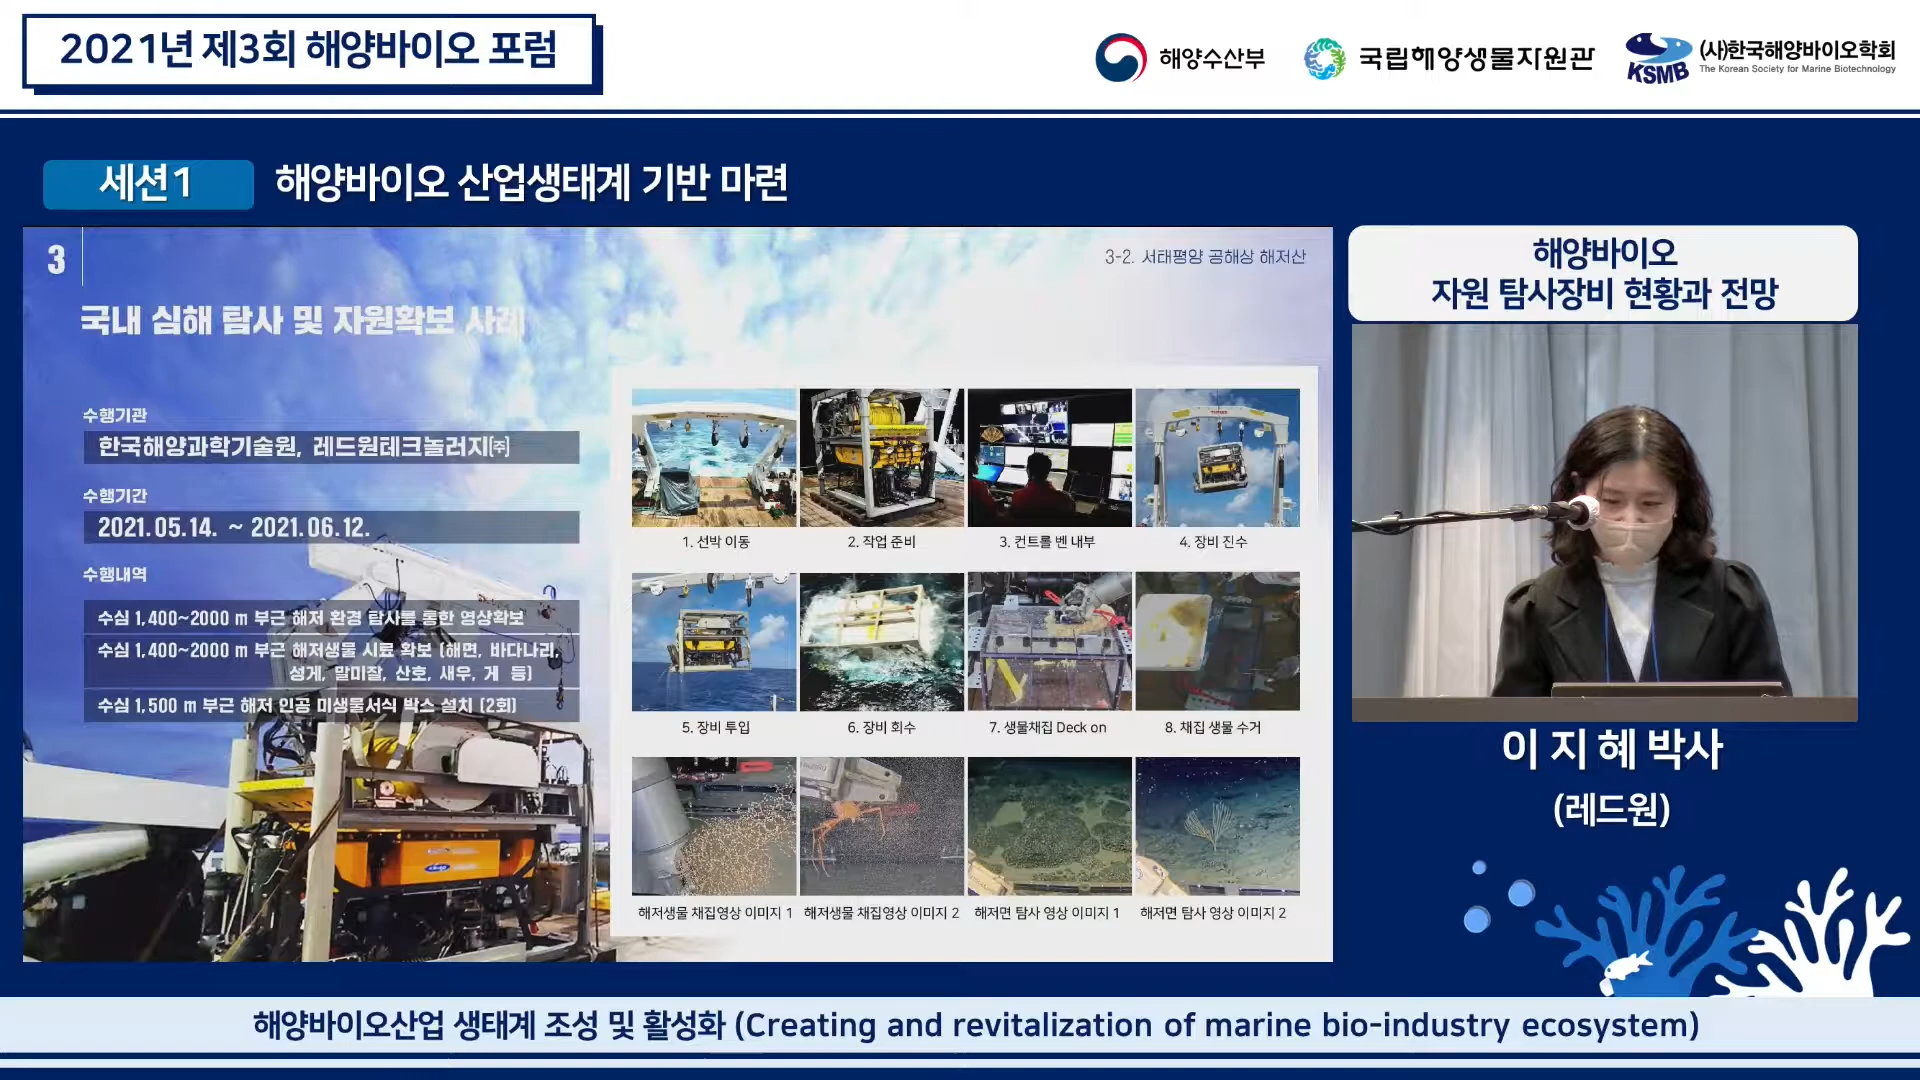 2021년 제3회 해양바이오 포럼
해양수산부
국립해양생물자원관
KSMB
(사)한국해양바이오학회
The Korean Society for Marine Biotechnology
세션1
해양바이오 산업생태계 기반 마련
3
3-2. 서태평양 공해상 해저산
국내 심해 탐사 및 자원확보 사례
수행기관
한국해양과학기술원, 레드원테크놀러지㈜
수행기간
2021.05.14. ~ 2021.06.12.
수행내역
수심 1,400~2000 m 부근 해저 환경 탐사를 통한 영상확보
수심 1,400~2000 m 부근 해저생물 시료 확보 (해면, 바다나리,
성게, 말미잘, 산호, 새우, 게 등)
수심 1,500 m 부근 해저 인공 미생물서식 박스 설치 (2회)
1. 선박 이동
2. 작업 준비
3. 컨트롤 벤 내부
4. 장비 진수
5. 장비 투입
6. 장비 회수
7. 생물채집 Deck on
8. 채집 생물 수거
해저생물 채집영상 이미지 1
해저생물 채집영상 이미지 2
해저면 탐사 영상 이미지 1
해저면 탐사 영상 이미지 2
해양바이오
자원 탐사장비 현황과 전망
이 지 혜 박사
(레드원)
해양바이오산업 생태계 조성 및 활성화 (Creating and revitalization of marine bio-industry ecosystem)